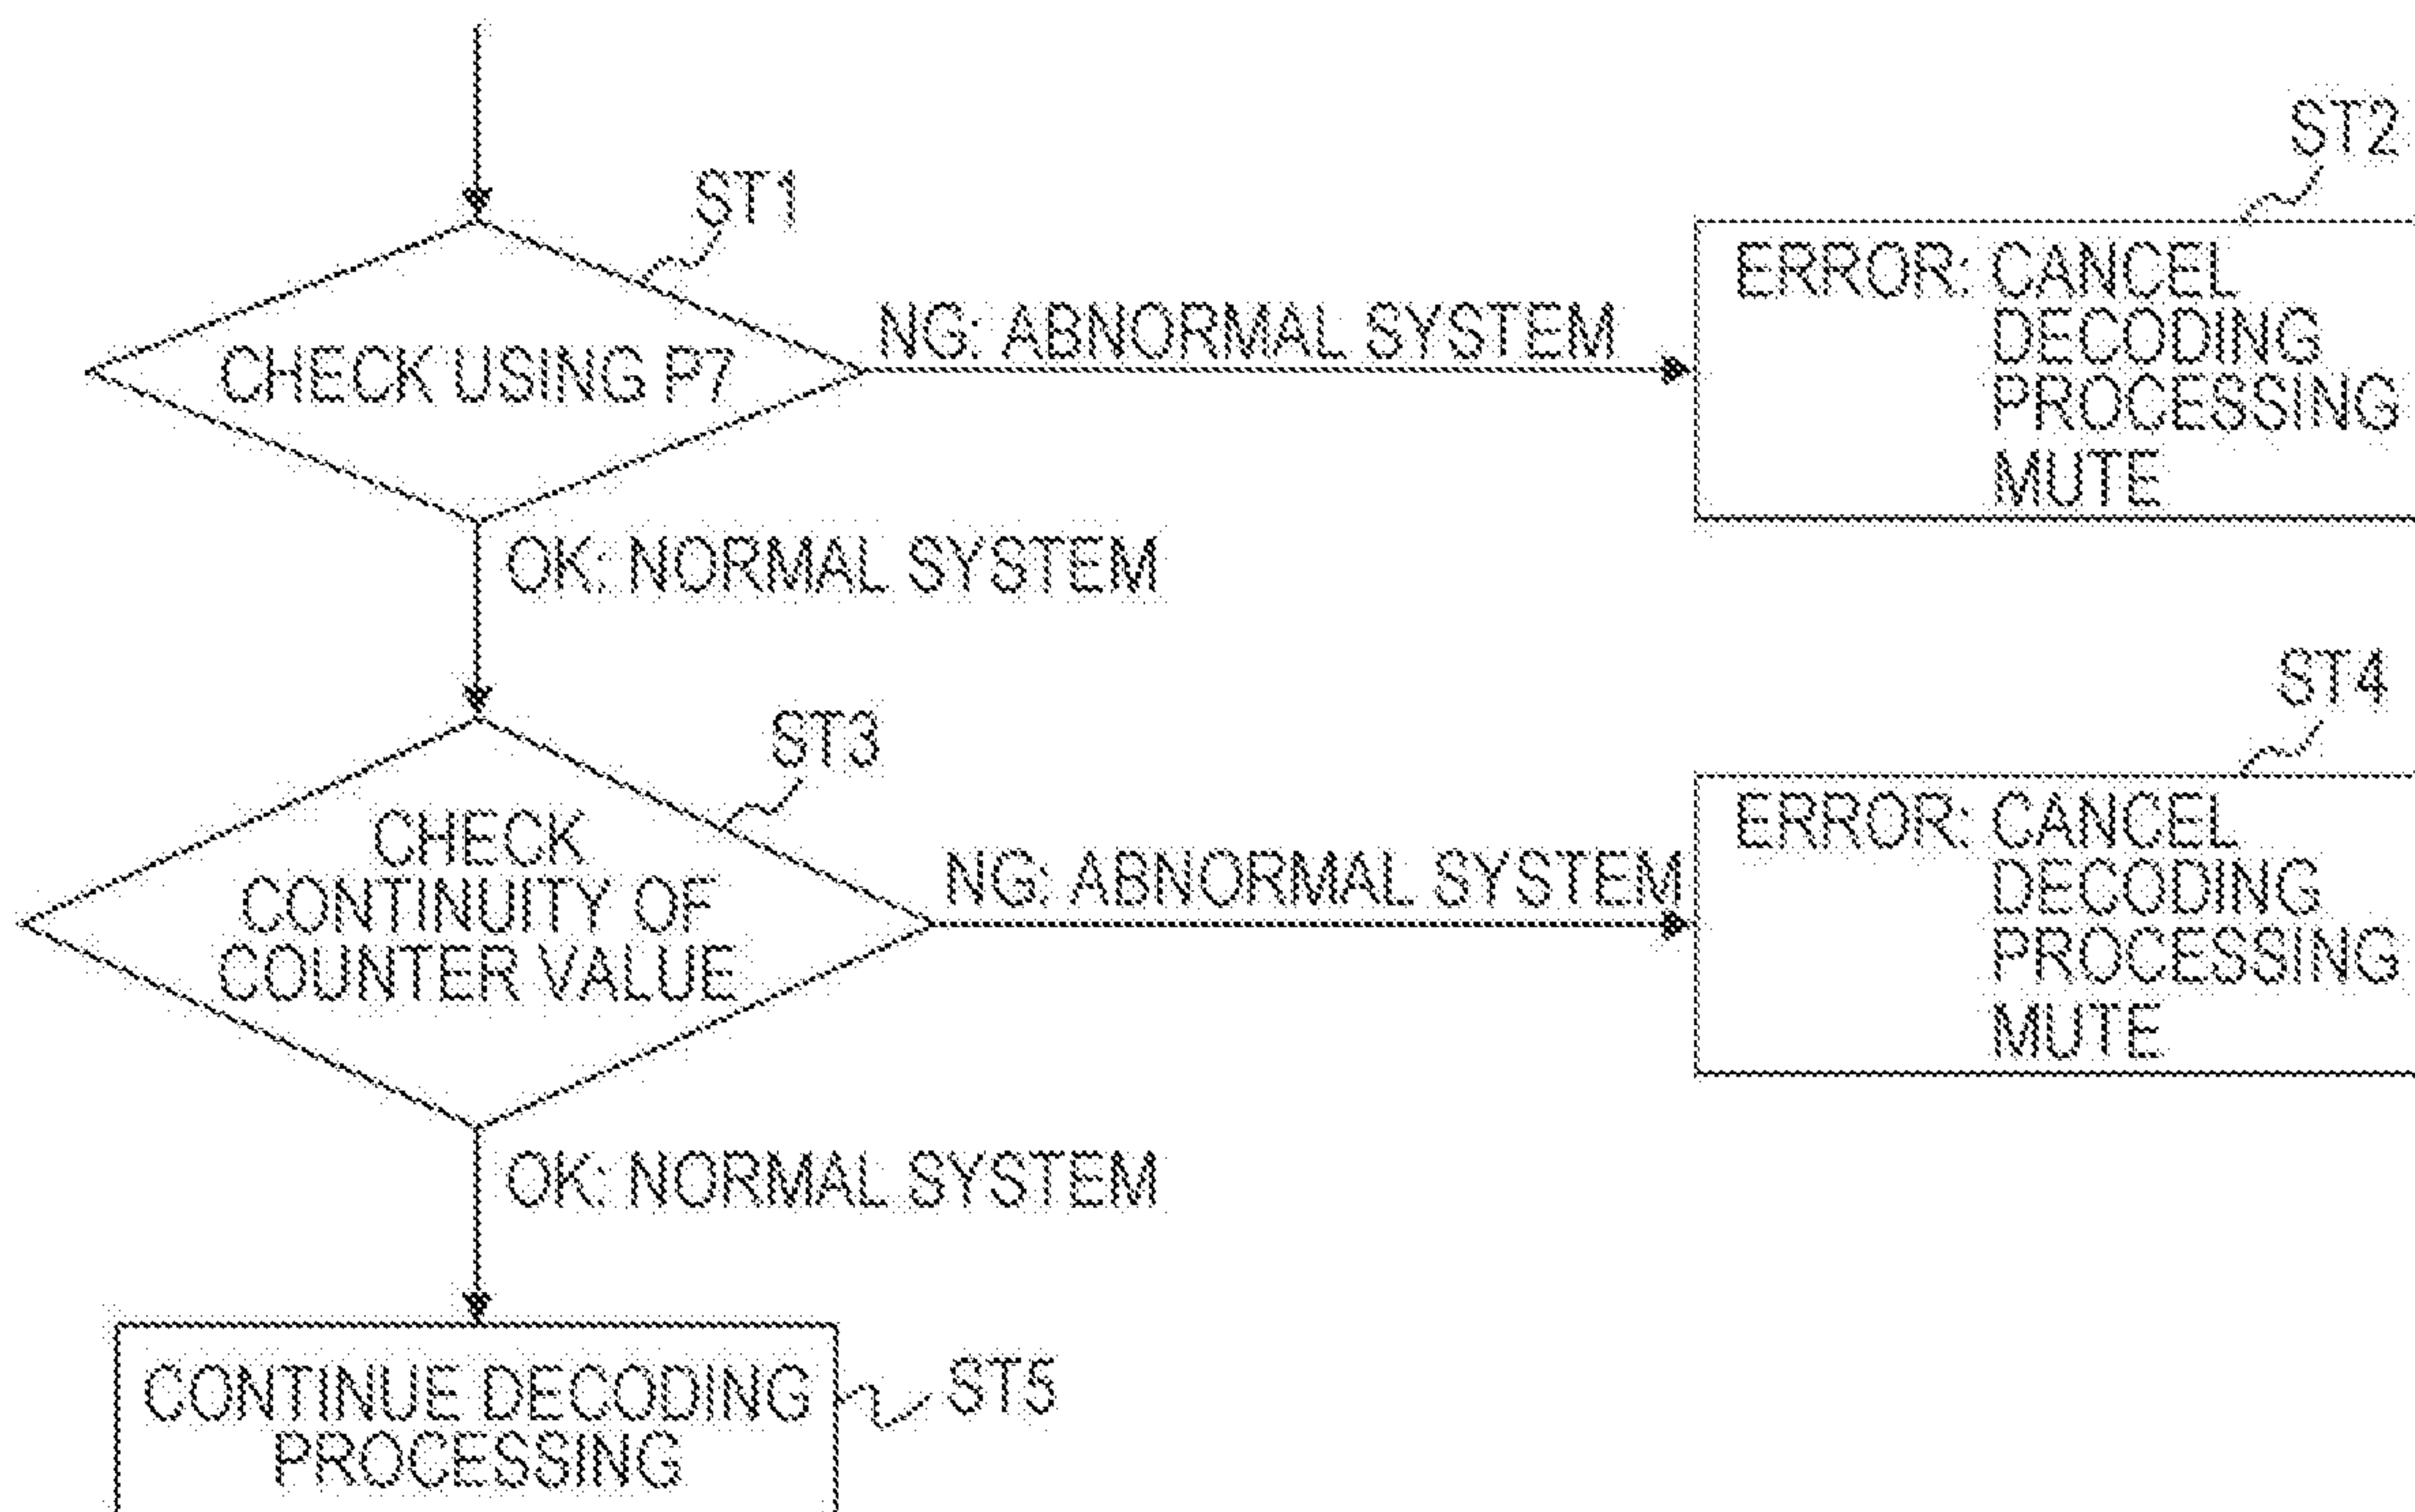 ST1
ST2
CHECK USING P7
NG: ABNORMAL SYSTEM
ERROR: CANCEL
DECODING
PROCESSING
MUTE
OK: NORMAL SYSTEM
ST3
ST4
CHECK
CONTINUITY OF
COUNTER VALUE
NG: ABNORMAL SYSTEM
ERROR: CANCEL
DECODING
PROCESSING
MUTE
OK: NORMAL SYSTEM
CONTINUE DECODING
PROCESSING
ST5